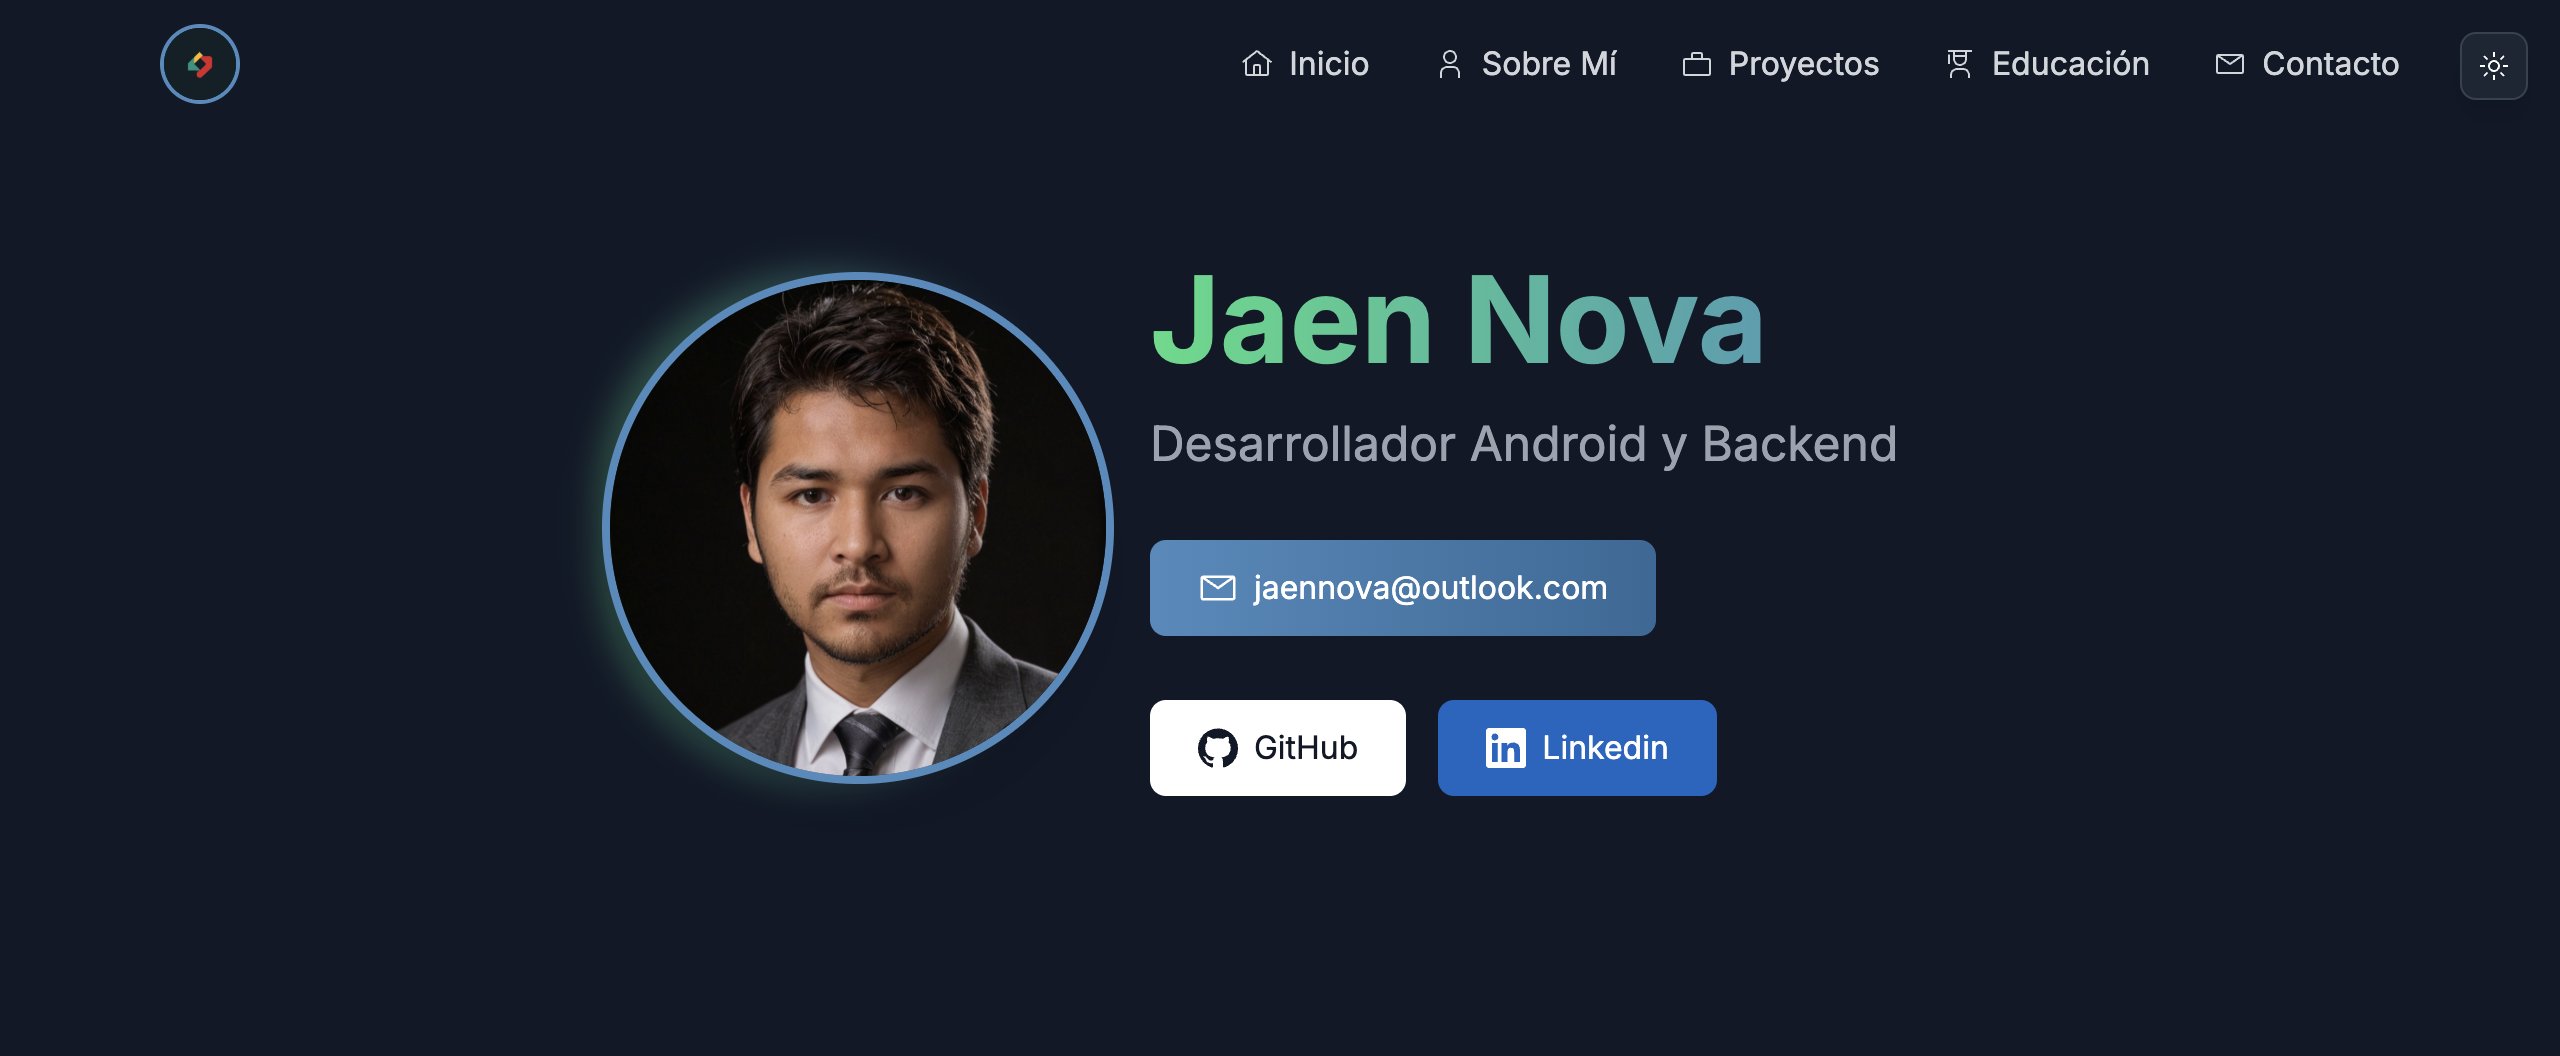 Inicio Sobre Mí Proyectos Educación Contacto
Jaen Nova
Desarrollador Android y Backend
jaennova@outlook.com
GitHub Linkedin